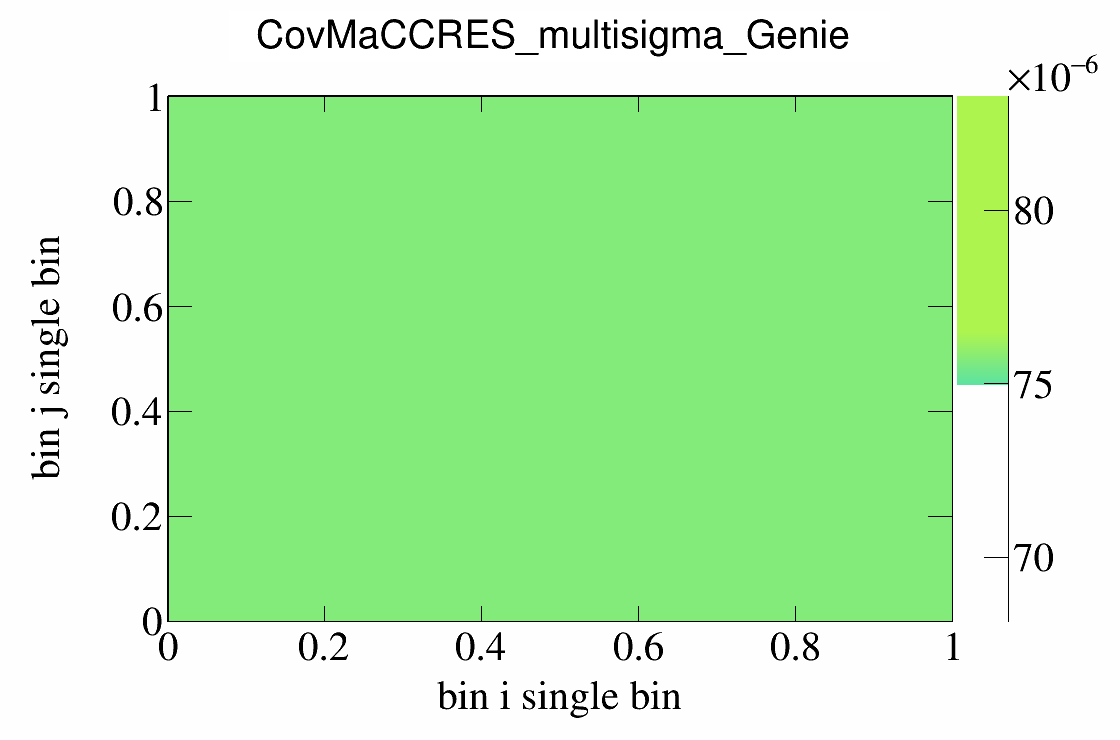 CovMaCCRES_multisigma_Genie
×10⁻⁶
1
0.8
0.6
0.4
0.2
0
80
75
70
0 0.2 0.4 0.6 0.8 1
bin j single bin
bin i single bin